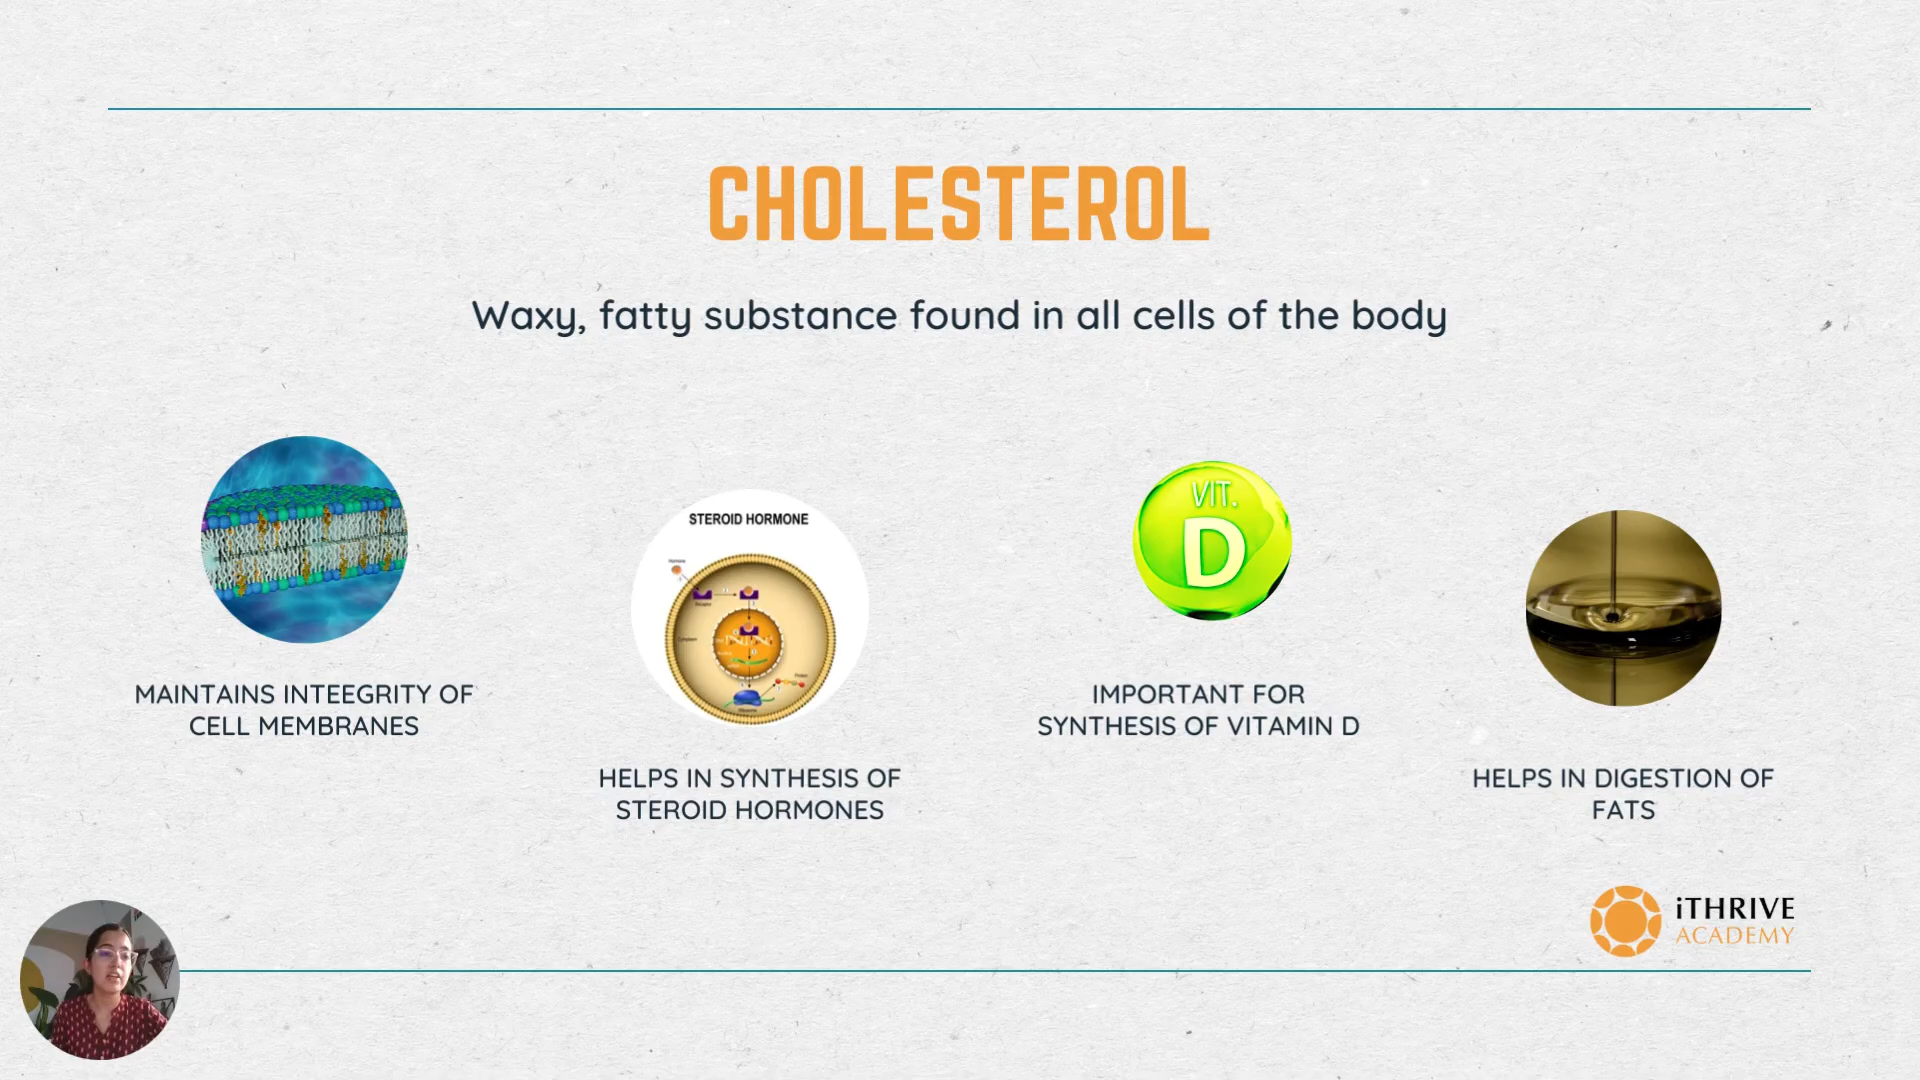 CHOLESTEROL
Waxy, fatty substance found in all cells of the body
STEROID HORMONE
VIT.
D
MAINTAINS INTEEGRITY OF
CELL MEMBRANES
HELPS IN SYNTHESIS OF
STEROID HORMONES
IMPORTANT FOR
SYNTHESIS OF VITAMIN D
HELPS IN DIGESTION OF
FATS
iTHRIVE
ACADEMY